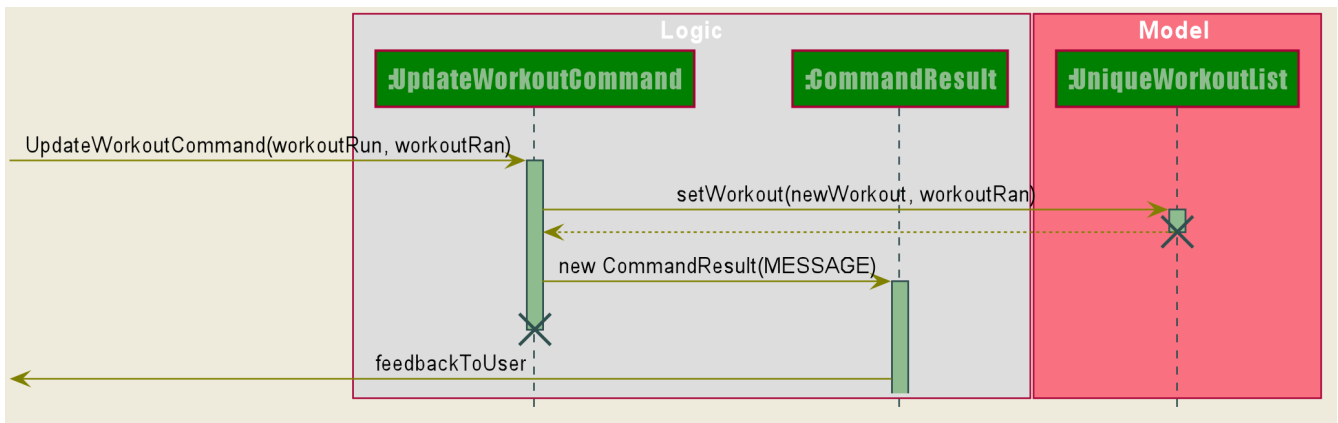 Logic
Model
:UpdateWorkoutCommand
:CommandResult
:UniqueWorkoutList
UpdateWorkoutCommand(workoutRun, workoutRan)
setWorkout(newWorkout, workoutRan)
new CommandResult(MESSAGE)
feedbackToUser